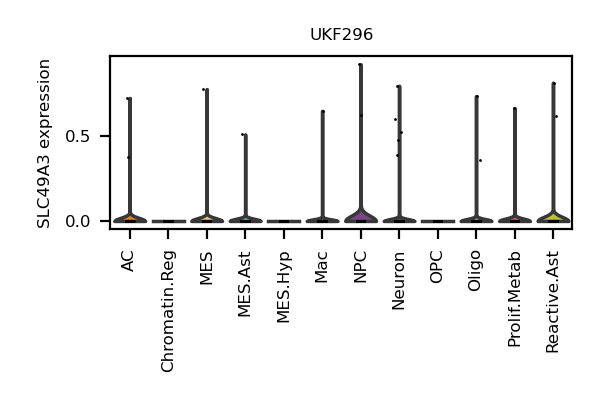 UKF296
SLC49A3 expression
0.5
0.0
AC
Chromatin.Reg
MES
MES.Ast
MES.Hyp
Mac
NPC
Neuron
OPC
Oligo
Prolif.Metab
Reactive.Ast